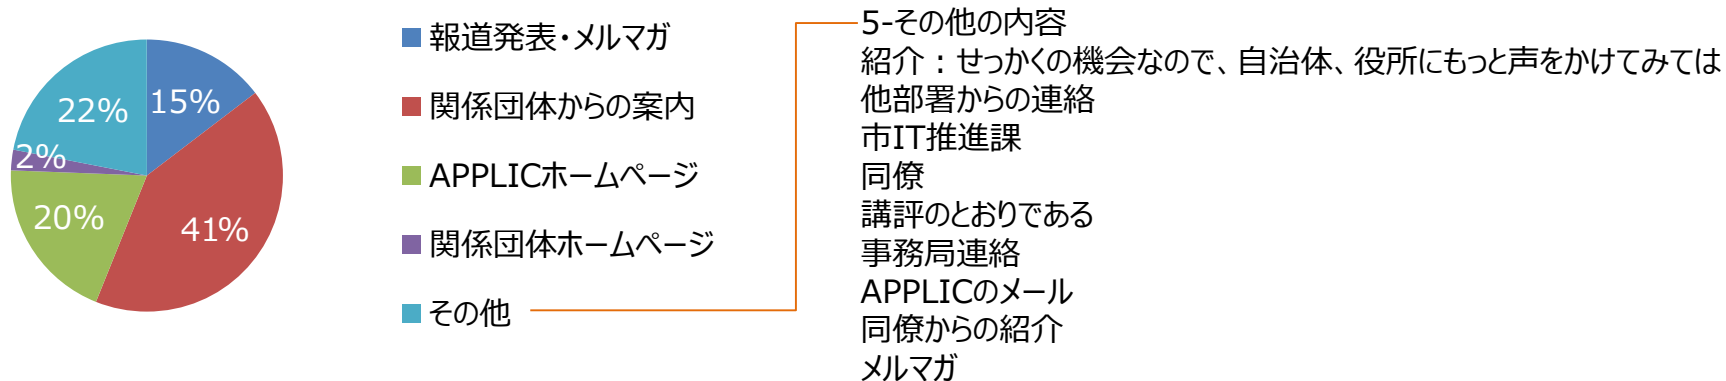 15%
41%
20%
2%
22%
報道発表・メルマガ
関係団体からの案内
APPLICホームページ
関係団体ホームページ
その他
5-その他の内容
紹介：せっかくの機会なので、自治体、役所にもっと声をかけてみては
他部署からの連絡
市IT推進課
同僚
講評のとおりである
事務局連絡
APPLICのメール
同僚からの紹介
メルマガ